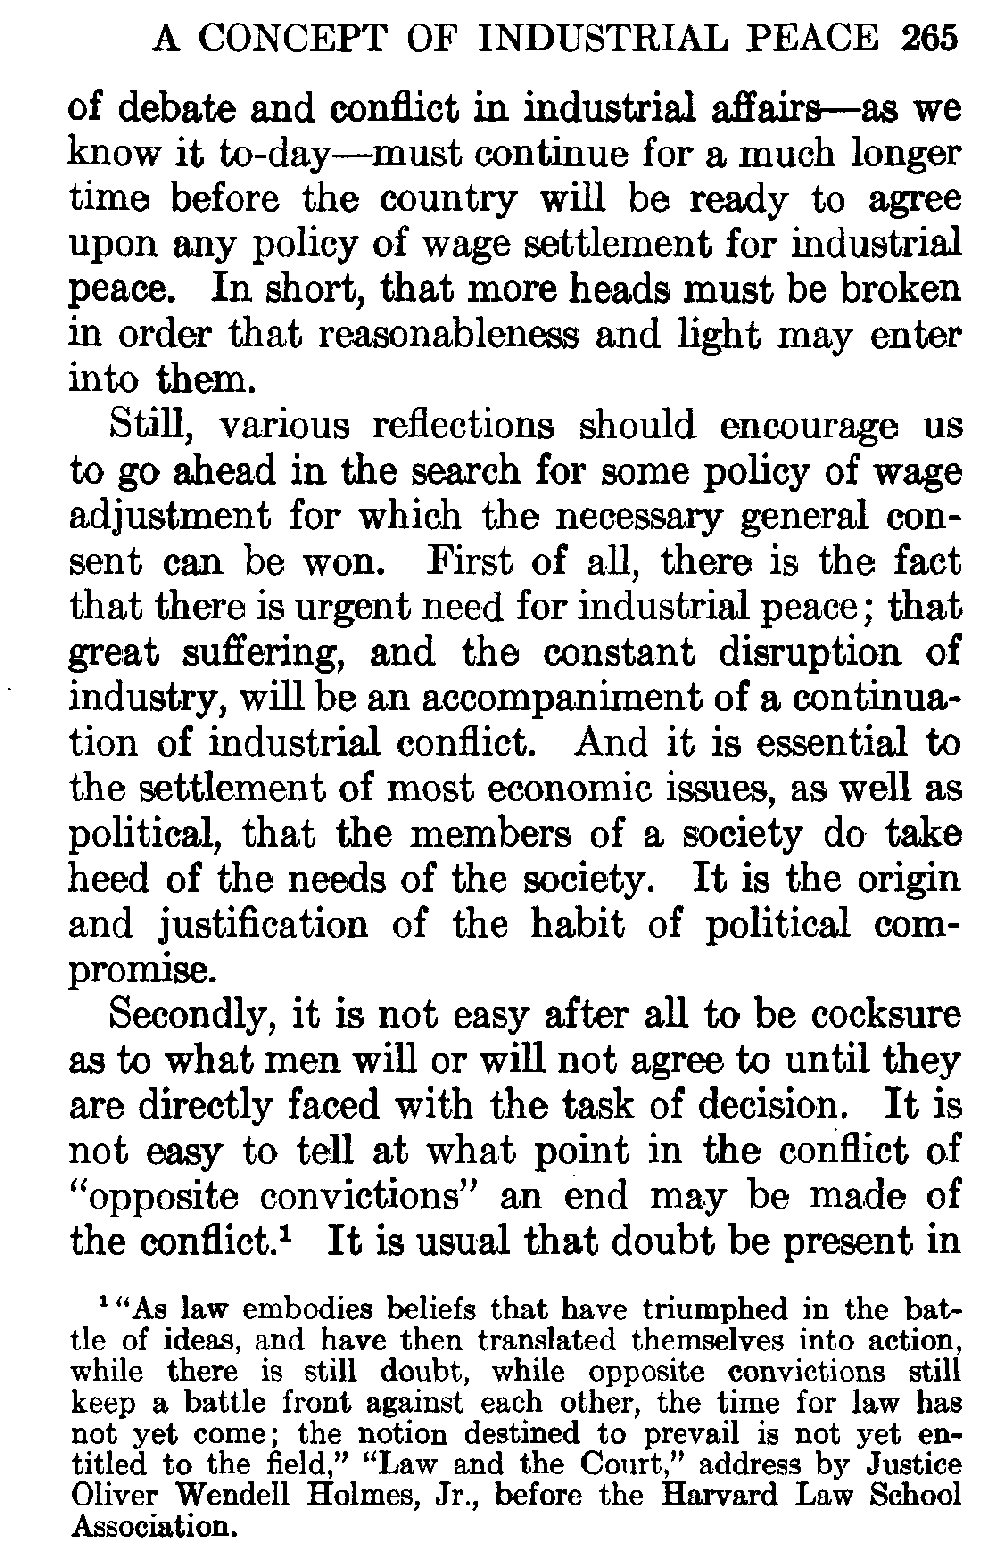 A CONCEPT OF INDUSTRIAL PEACE 265
of debate and conflict in industrial affairs—as we
know it to-day—must continue for a much longer
time before the country will be ready to agree
upon any policy of wage settlement for industrial
peace. In short, that more heads must be broken
in order that reasonableness and light may enter
into them.
Still, various reflections should encourage us
to go ahead in the search for some policy of wage
adjustment for which the necessary general con-
sent can be won. First of all, there is the fact
that there is urgent need for industrial peace; that
great suffering, and the constant disruption of
industry, will be an accompaniment of a continua-
tion of industrial conflict. And it is essential to
the settlement of most economic issues, as well as
political, that the members of a society do take
heed of the needs of the society. It is the origin
and justification of the habit of political com-
promise.
Secondly, it is not easy after all to be cocksure
as to what men will or will not agree to until they
are directly faced with the task of decision. It is
not easy to tell at what point in the conflict of
“opposite convictions” an end may be made of
the conflict.¹ It is usual that doubt be present in
¹ “As law embodies beliefs that have triumphed in the bat-
tle of ideas, and have then translated themselves into action,
while there is still doubt, while opposite convictions still
keep a battle front against each other, the time for law has
not yet come; the notion destined to prevail is not yet en-
titled to the field,” “Law and the Court,” address by Justice
Oliver Wendell Holmes, Jr., before the Harvard Law School
Association.